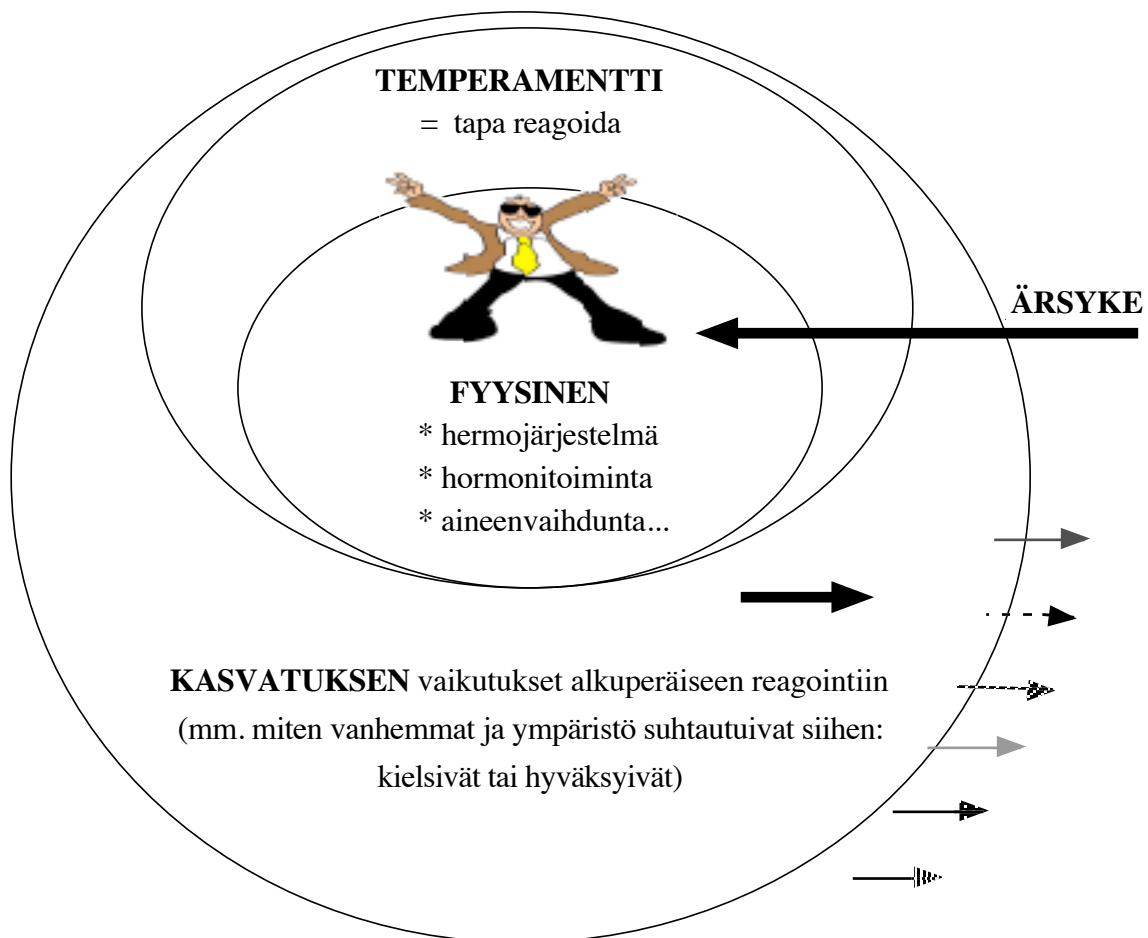 TEMPERAMENTTI
= tapa reagoida
ÄRSYKE
FYYSINEN
* hermojärjestelmä
* hormonitoiminta
* aineenvaihdunta...
KASVATUKSEN vaikutukset alkuperäiseen reagointiin
(mm. miten vanhemmat ja ympäristö suhtautuivat siihen:
kielsivät tai hyväksyivät)